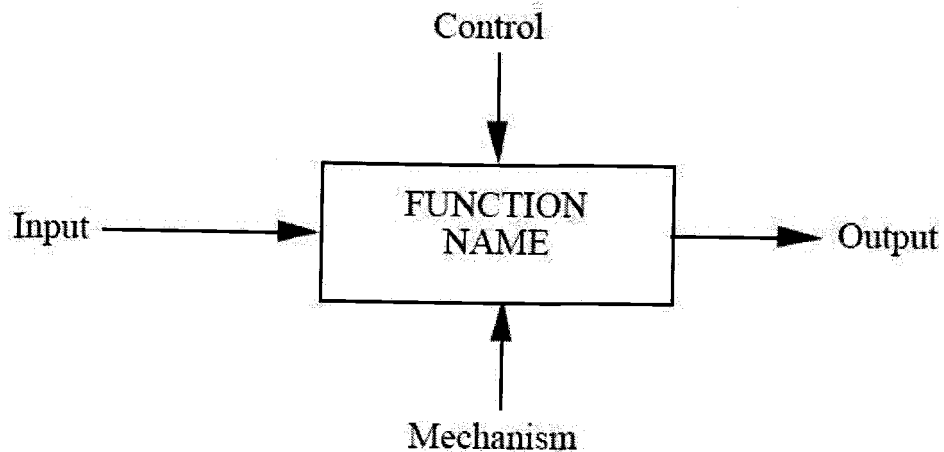 Control
Input
FUNCTION
NAME
Output
Mechanism